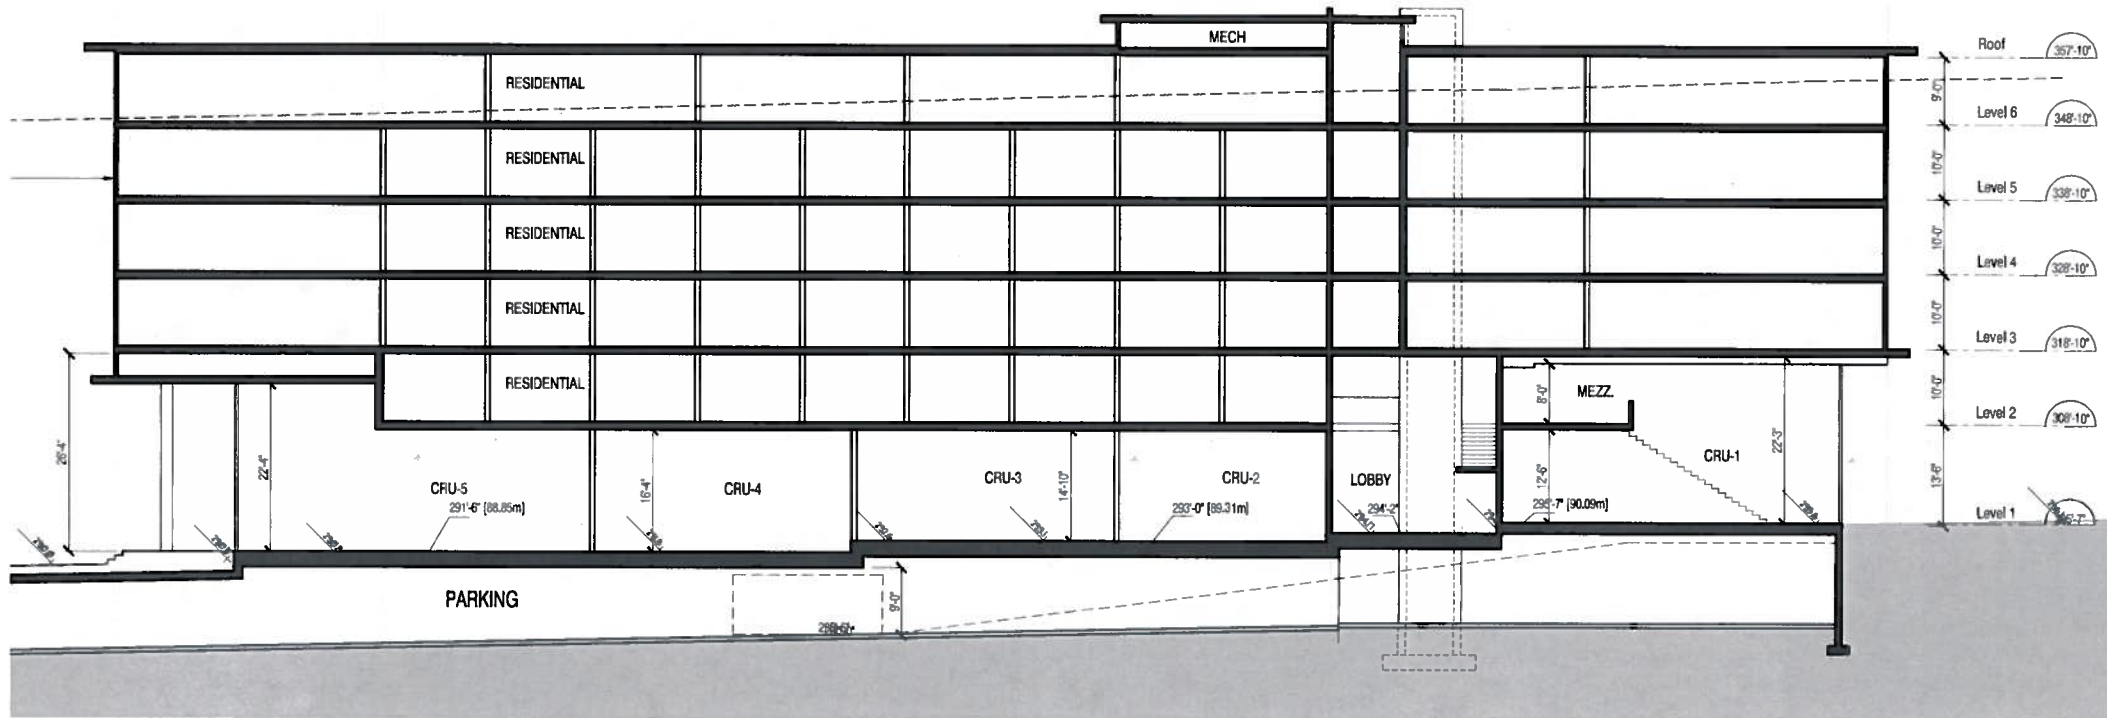 MECH
Roof
357'-10"
RESIDENTIAL
9'-0"
Level 6
348'-10"
RESIDENTIAL
10'-0"
Level 5
338'-10"
RESIDENTIAL
10'-0"
Level 4
328'-10"
RESIDENTIAL
10'-0"
Level 3
318'-10"
RESIDENTIAL
8'-0"
MEZZ.
10'-0"
Level 2
308'-10"
26'-4"
22'-4"
CRU-5
16'-4"
CRU-4
CRU-3
14'-10"
CRU-2
LOBBY
12'-6"
CRU-1
22'-3"
13'-6"
291'-6" [88.85m]
293'-0" [89.31m]
294'-2"
295'-7" [90.09m]
Level 1
PARKING
9'-0"